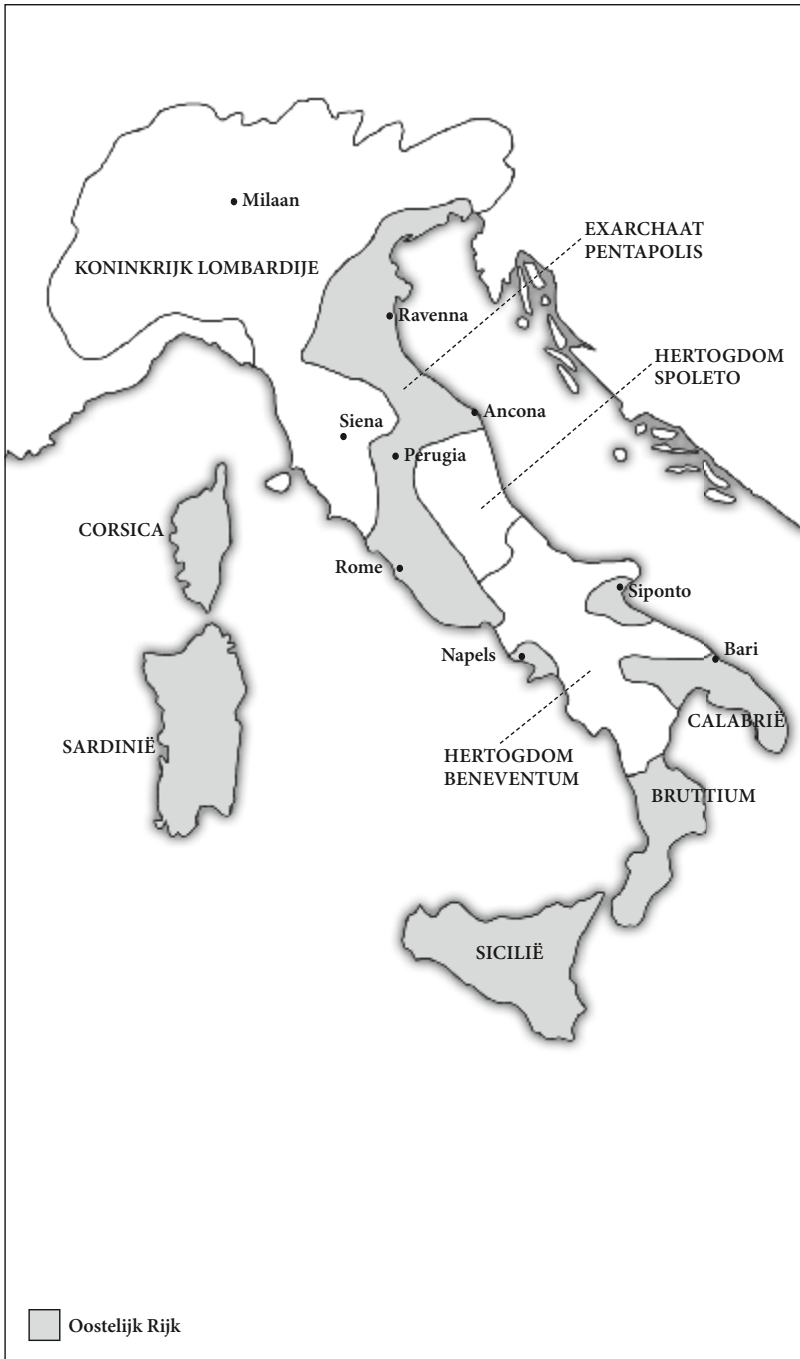 Milaan
EXARCHAAT
PENTAPOLIS
KONINKRIJK LOMBARDIJE
Ravenna
HERTOGDOM
SPOLETO
Ancona
Siena
Perugia
CORSICA
Rome
Siponto
Napels
Bari
CALABRIË
SARDINIË
HERTOGDOM
BENEVENTUM
BRUTTIUM
SICILIË
Oostelijk Rijk